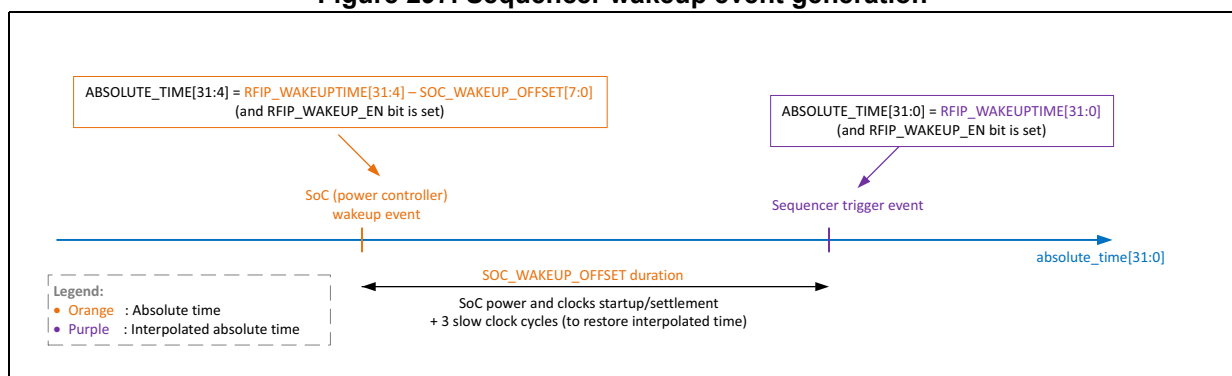 Figure 297. Sequencer wakeup event generation
ABSOLUTE_TIME[31:4] = RFIP_WAKEUPTIME[31:4] – SOC_WAKEUP_OFFSET[7:0]
(and RFIP_WAKEUP_EN bit is set)
ABSOLUTE_TIME[31:0] = RFIP_WAKEUPTIME[31:0]
(and RFIP_WAKEUP_EN bit is set)
SoC (power controller)
wakeup event
Sequencer trigger event
absolute_time[31:0]
SOC_WAKEUP_OFFSET duration
SoC power and clocks startup/settlement
+ 3 slow clock cycles (to restore interpolated time)
Legend:
• Orange : Absolute time
• Purple : Interpolated absolute time